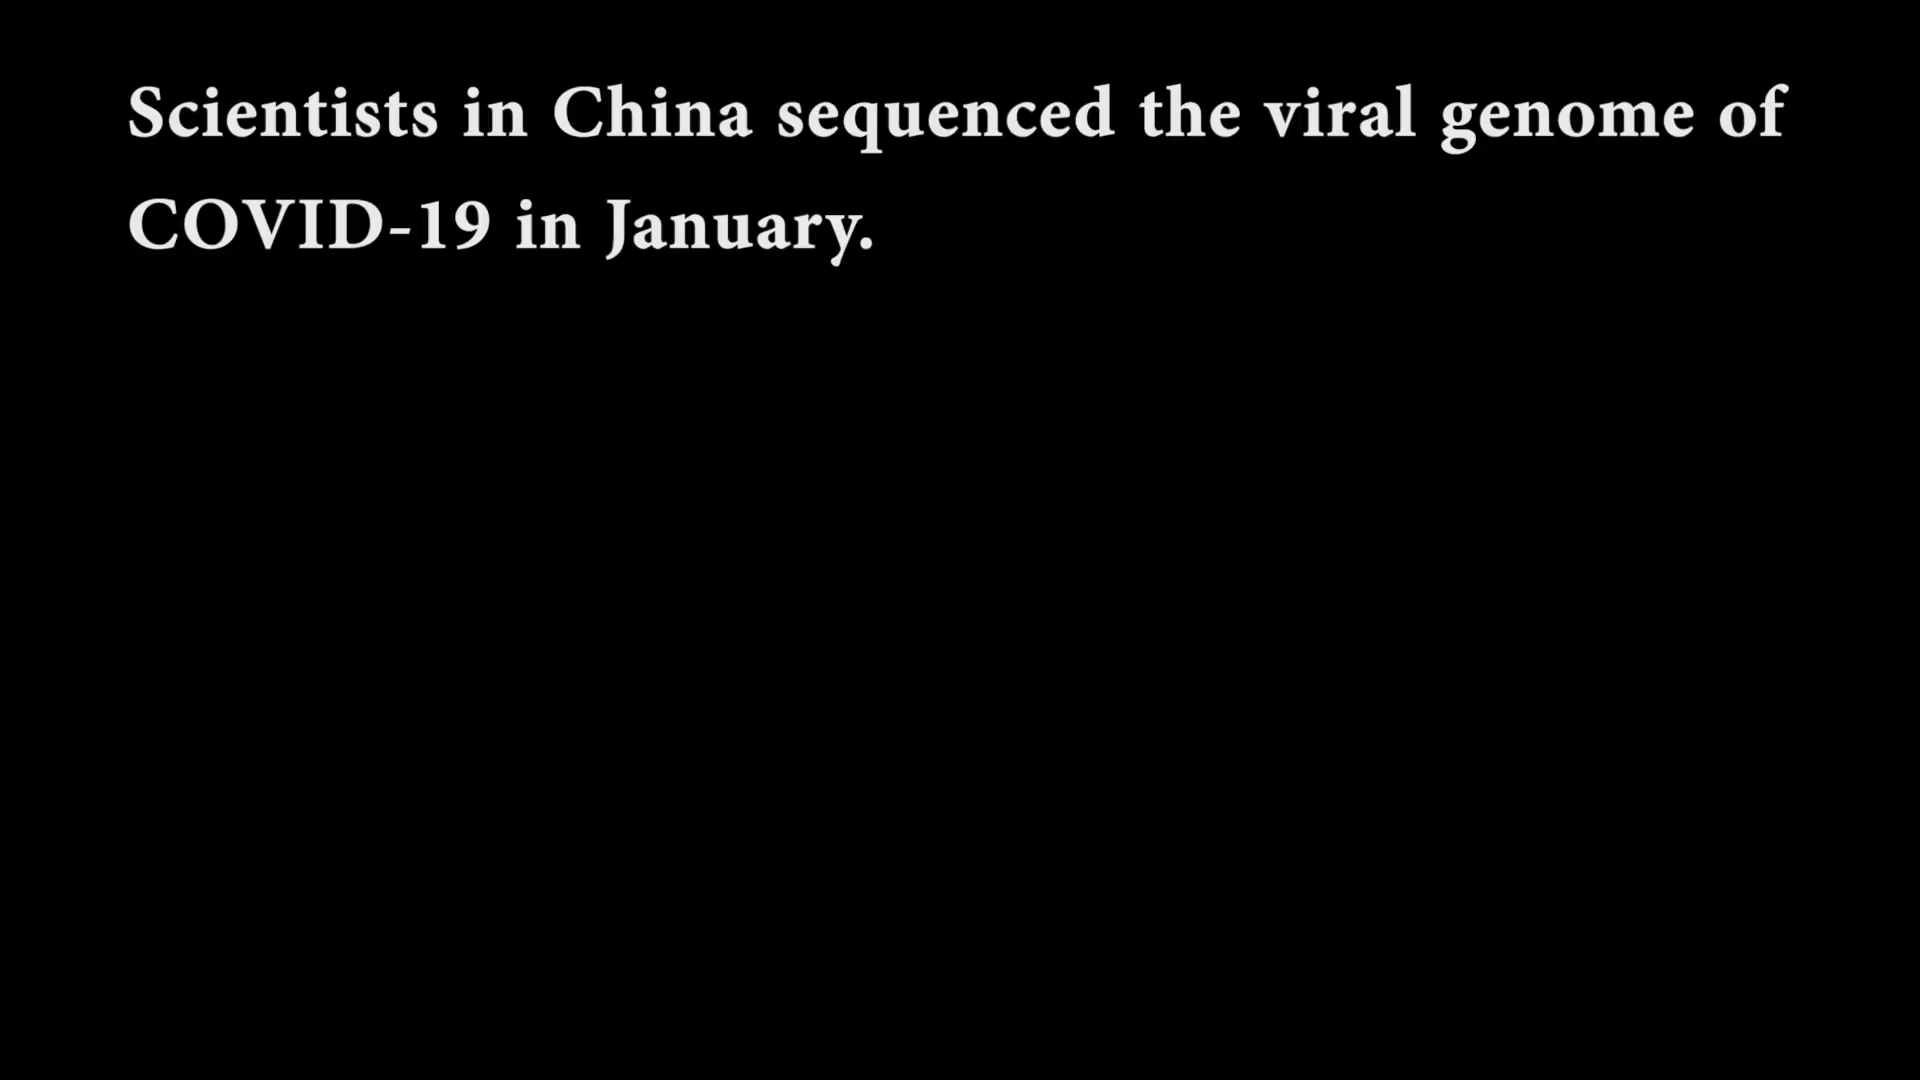 Scientists in China sequenced the viral genome of
COVID-19 in January.